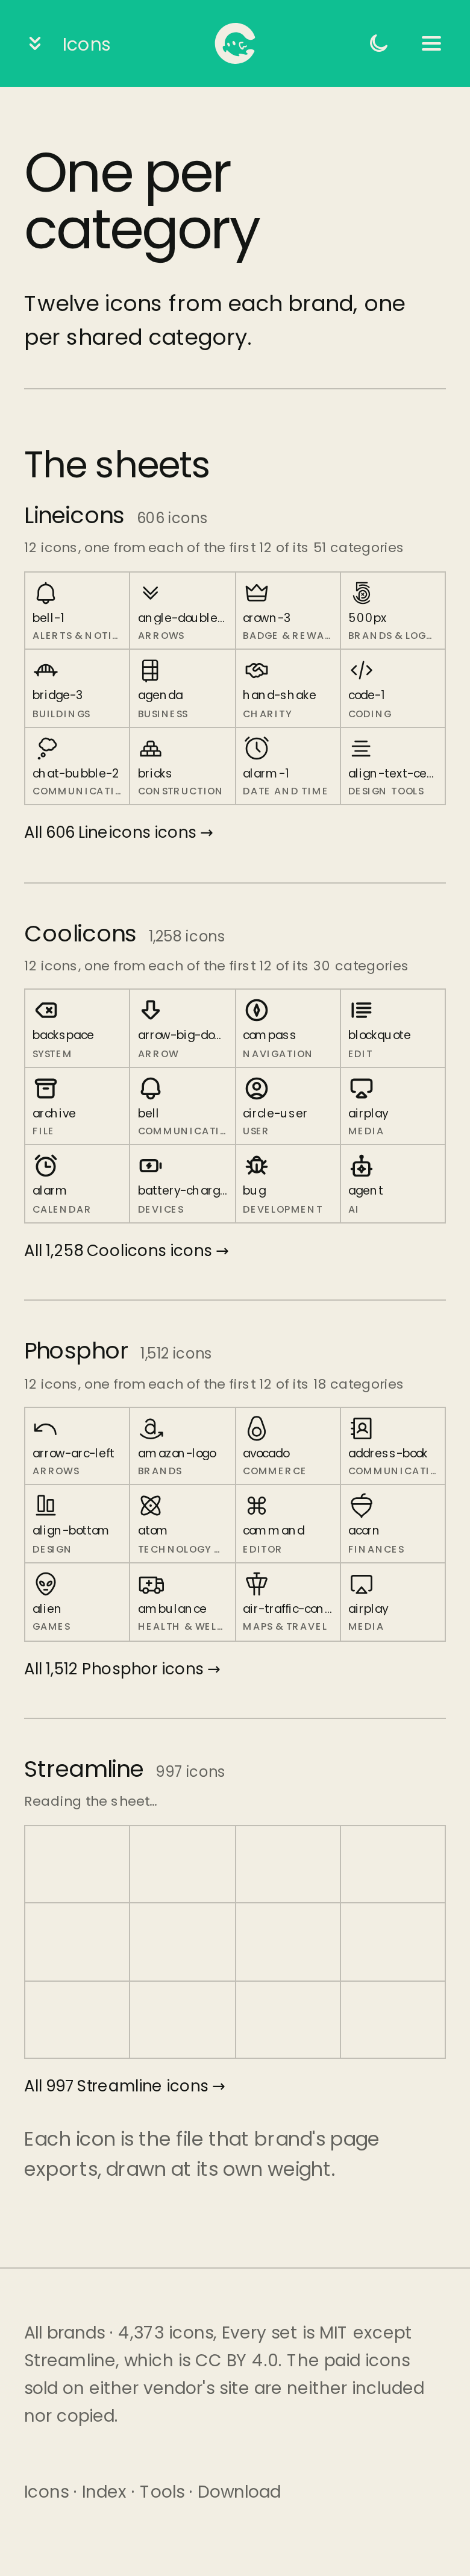 Icons
One per
category
Twelve icons from each brand, one
per shared category.
The sheets
Lineicons 606 icons
12 icons, one from each of the first 12 of its 51 categories
bell-1 angle-double... crown-3 500px
ALERTS & NOTI... ARROWS BADGE & REWA... BRANDS & LOG...
bridge-3 agenda hand-shake code-1
BUILDINGS BUSINESS CHARITY CODING
chat-bubble-2 bricks alarm-1 align-text-ce...
COMMUNICATI... CONSTRUCTION DATE AND TIME DESIGN TOOLS
All 606 Lineicons icons →
Coolicons 1,258 icons
12 icons, one from each of the first 12 of its 30 categories
backspace arrow-big-do... compass blockquote
SYSTEM ARROW NAVIGATION EDIT
archive bell circle-user airplay
FILE COMMUNICATI... USER MEDIA
alarm battery-charg... bug agent
CALENDAR DEVICES DEVELOPMENT AI
All 1,258 Coolicons icons →
Phosphor 1,512 icons
12 icons, one from each of the first 12 of its 18 categories
arrow-arc-left amazon-logo avocado address-book
ARROWS BRANDS COMMERCE COMMUNICATI...
align-bottom atom command acorn
DESIGN TECHNOLOGY ... EDITOR FINANCES
alien ambulance air-traffic-con... airplay
GAMES HEALTH & WEL... MAPS & TRAVEL MEDIA
All 1,512 Phosphor icons →
Streamline 997 icons
Reading the sheet...
All 997 Streamline icons →
Each icon is the file that brand's page
exports, drawn at its own weight.
All brands · 4,373 icons, Every set is MIT except
Streamline, which is CC BY 4.0. The paid icons
sold on either vendor's site are neither included
nor copied.
Icons · Index · Tools · Download